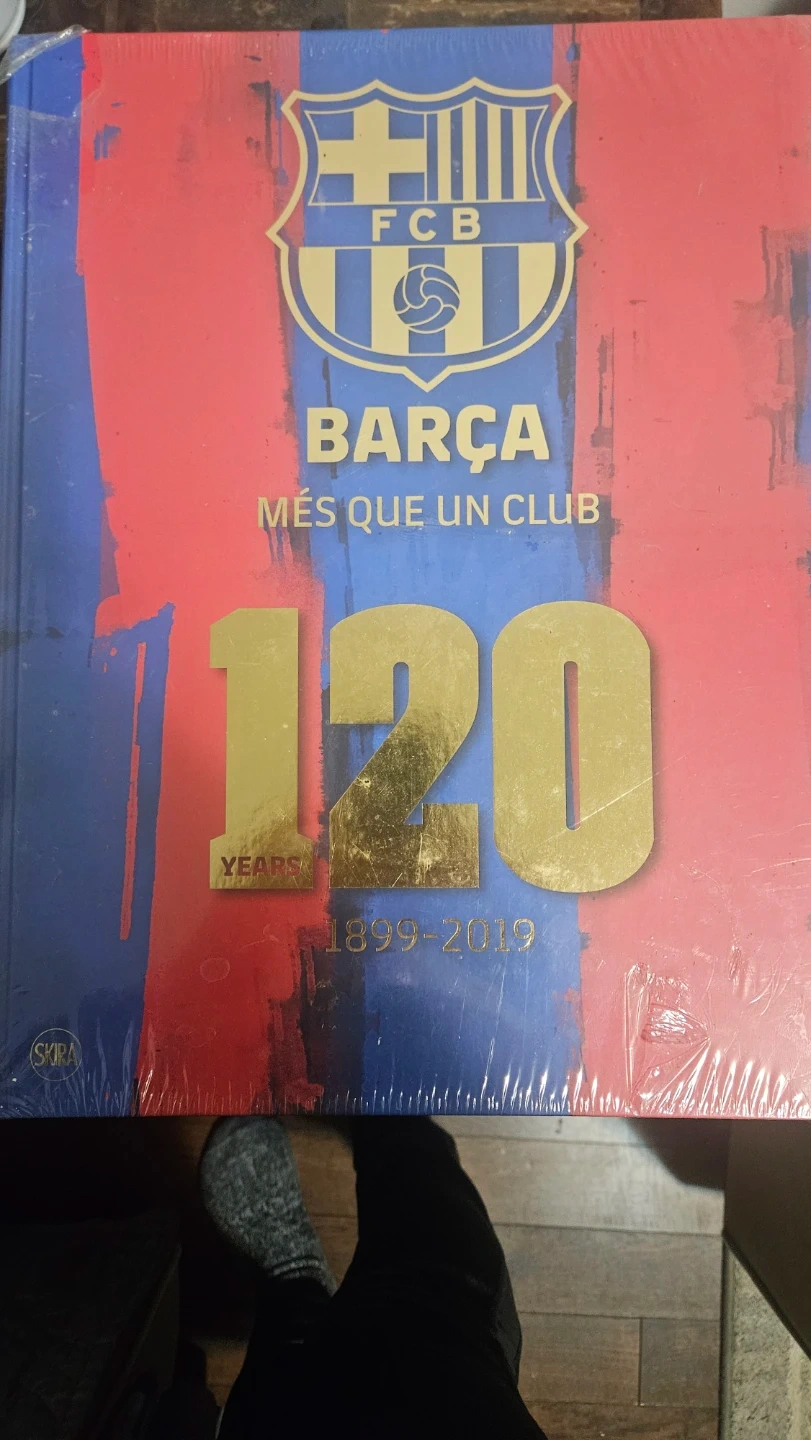 FCB
BARÇA
MÉS QUE UN CLUB
120
YEARS
1899-2019
SKIRA